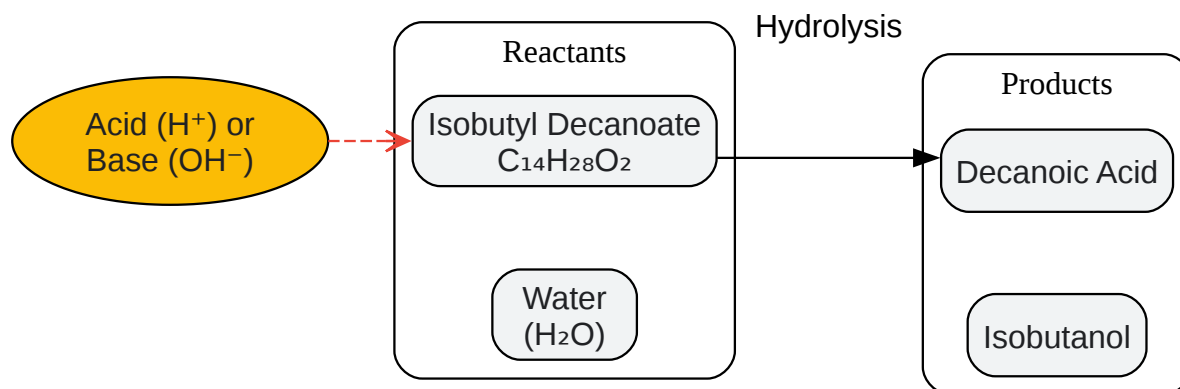 Acid (H⁺) or
Base (OH⁻)
Reactants
Isobutyl Decanoate
C₁₄H₂₈O₂
Water
(H₂O)
Hydrolysis
Products
Decanoic Acid
Isobutanol